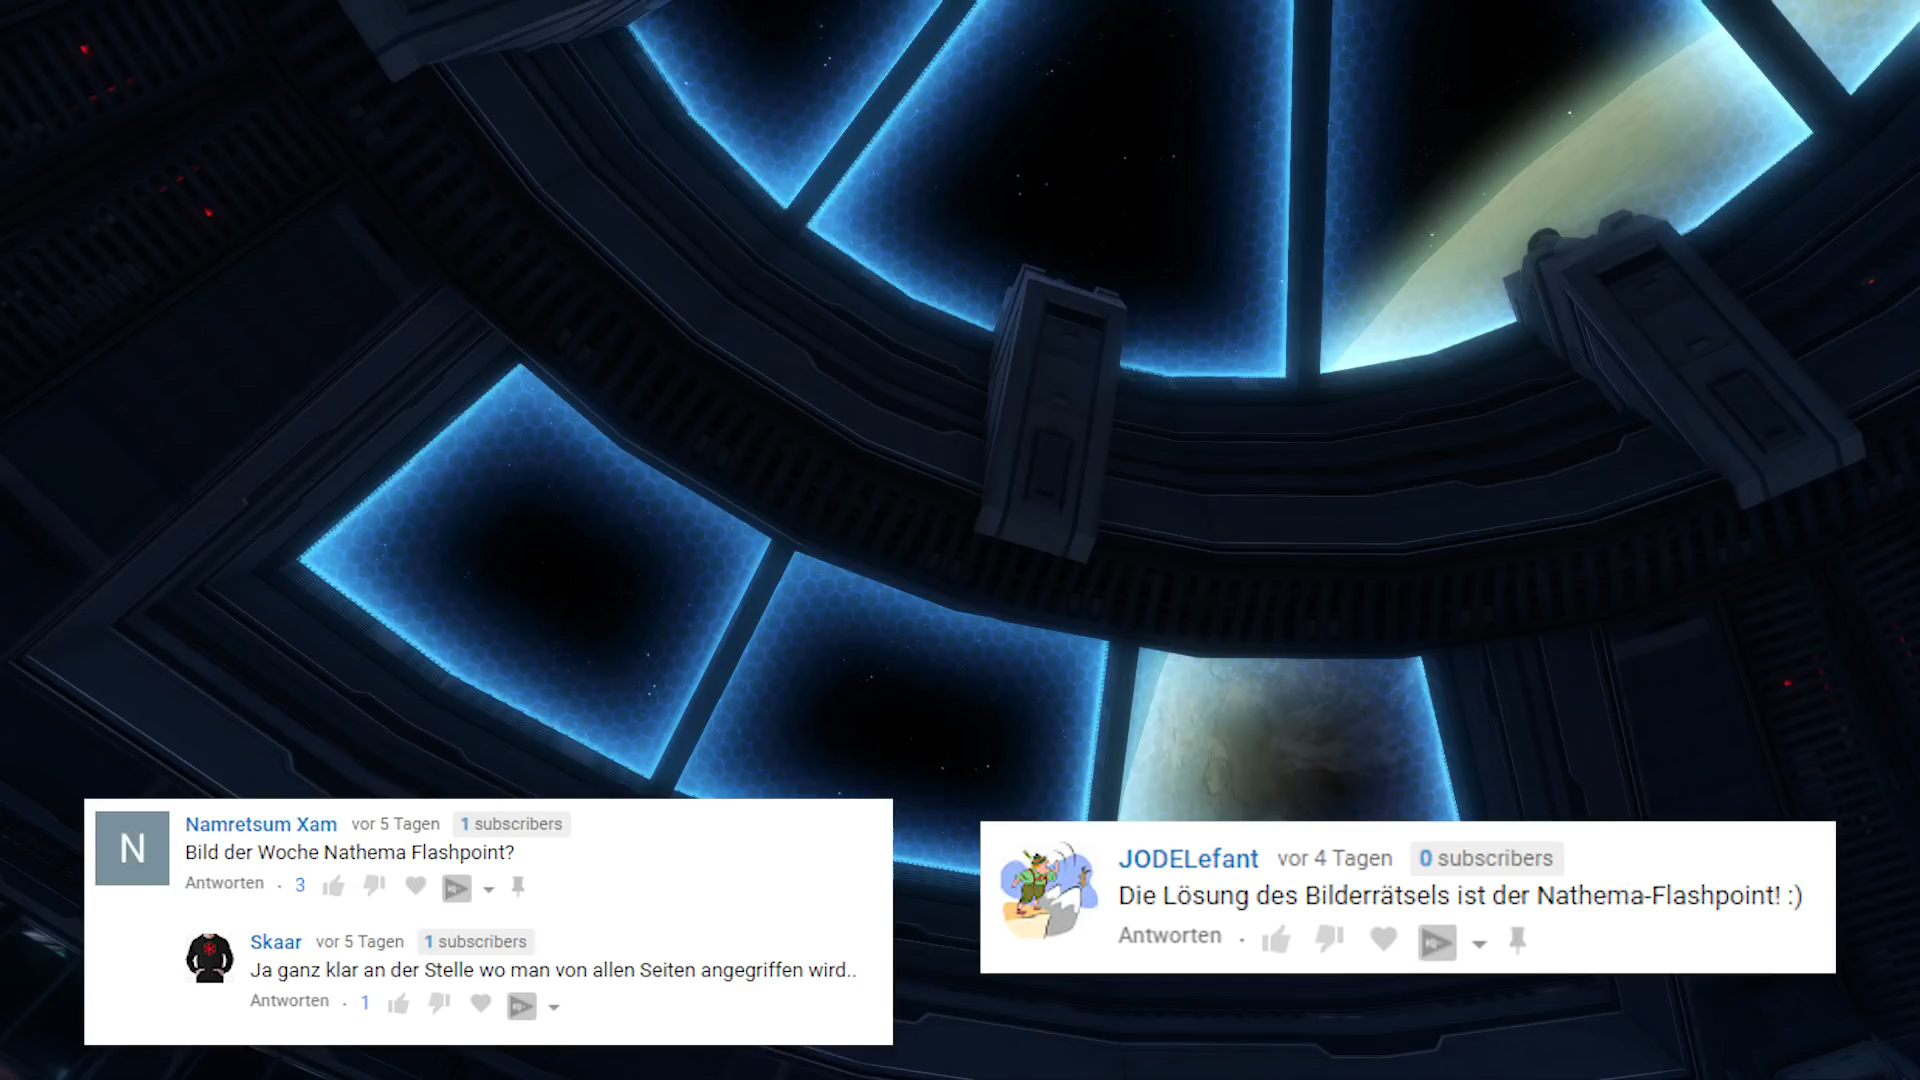 N
Namretsum Xam vor 5 Tagen 1 subscribers
Bild der Woche Nathema Flashpoint?
Antworten · 3
Skaar vor 5 Tagen 1 subscribers
Ja ganz klar an der Stelle wo man von allen Seiten angegriffen wird..
Antworten · 1
JODELefant vor 4 Tagen 0 subscribers
Die Lösung des Bilderrätsels ist der Nathema-Flashpoint! :)
Antworten ·